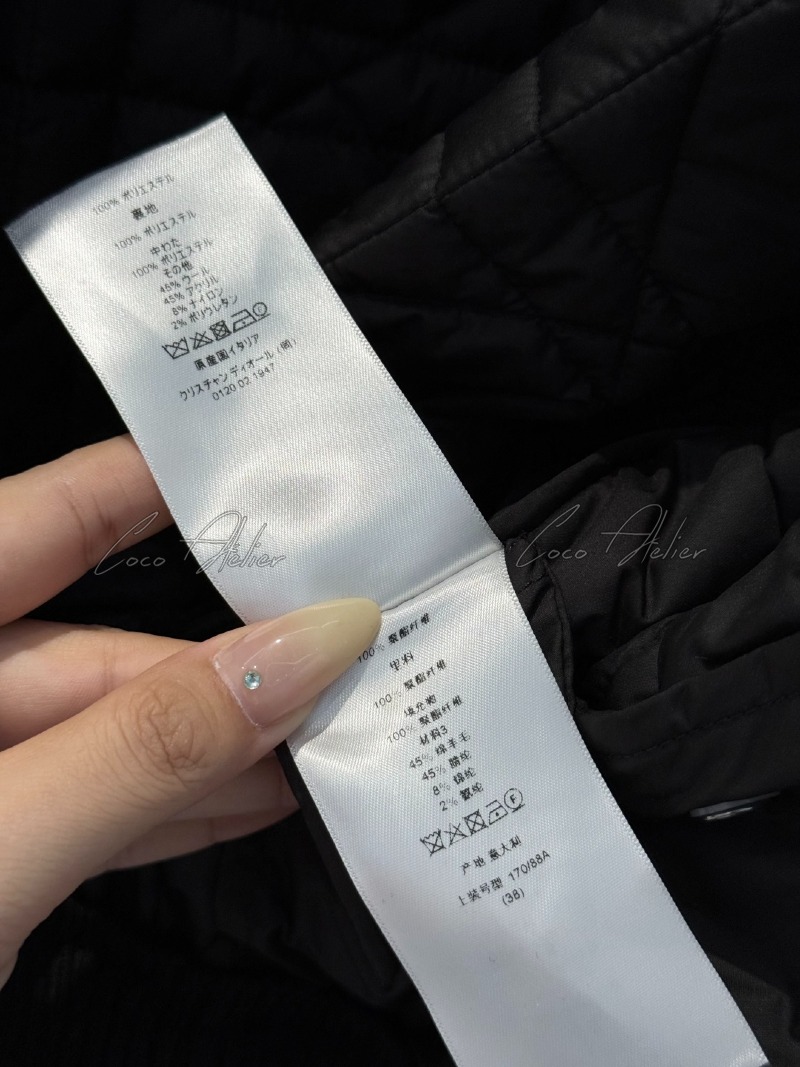 100% ポリエステル
裏地
100% ポリエステル
中わた
100% ポリエステル
その他
45% ウール
45% アクリル
8% ナイロン
2% ポリウレタン
原産国イタリア
クリスチャン ディオール (同)
0120 02 1947
Coco Atelier
Coco Atelier
100% 聚酯纤维
里料
100% 聚酯纤维
填充物
100% 聚酯纤维
材料3
45% 绵羊毛
45% 腈纶
8% 锦纶
2% 氨纶
F
产地 意大利
上装号型 170/88A
(38)